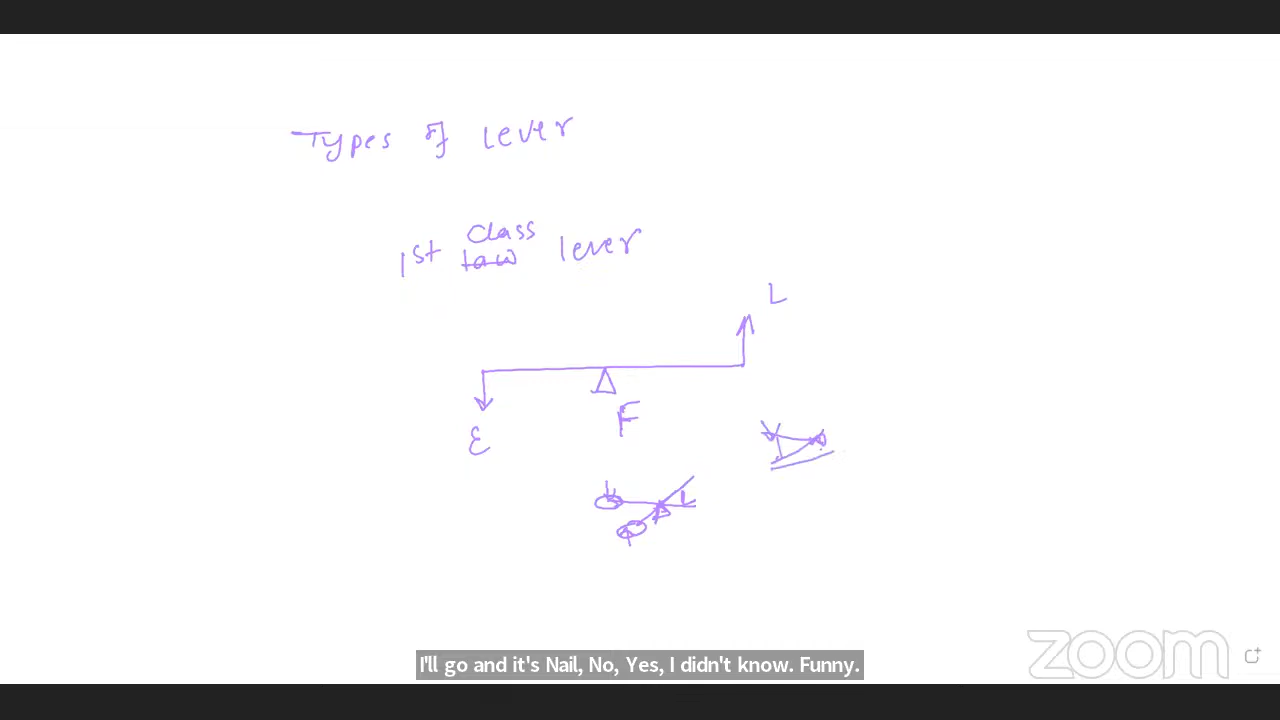 Types of lever
class
1st law lever
L
F
E
L
I'll go and it's Nail, No, Yes, I didn't know. Funny.
zoom